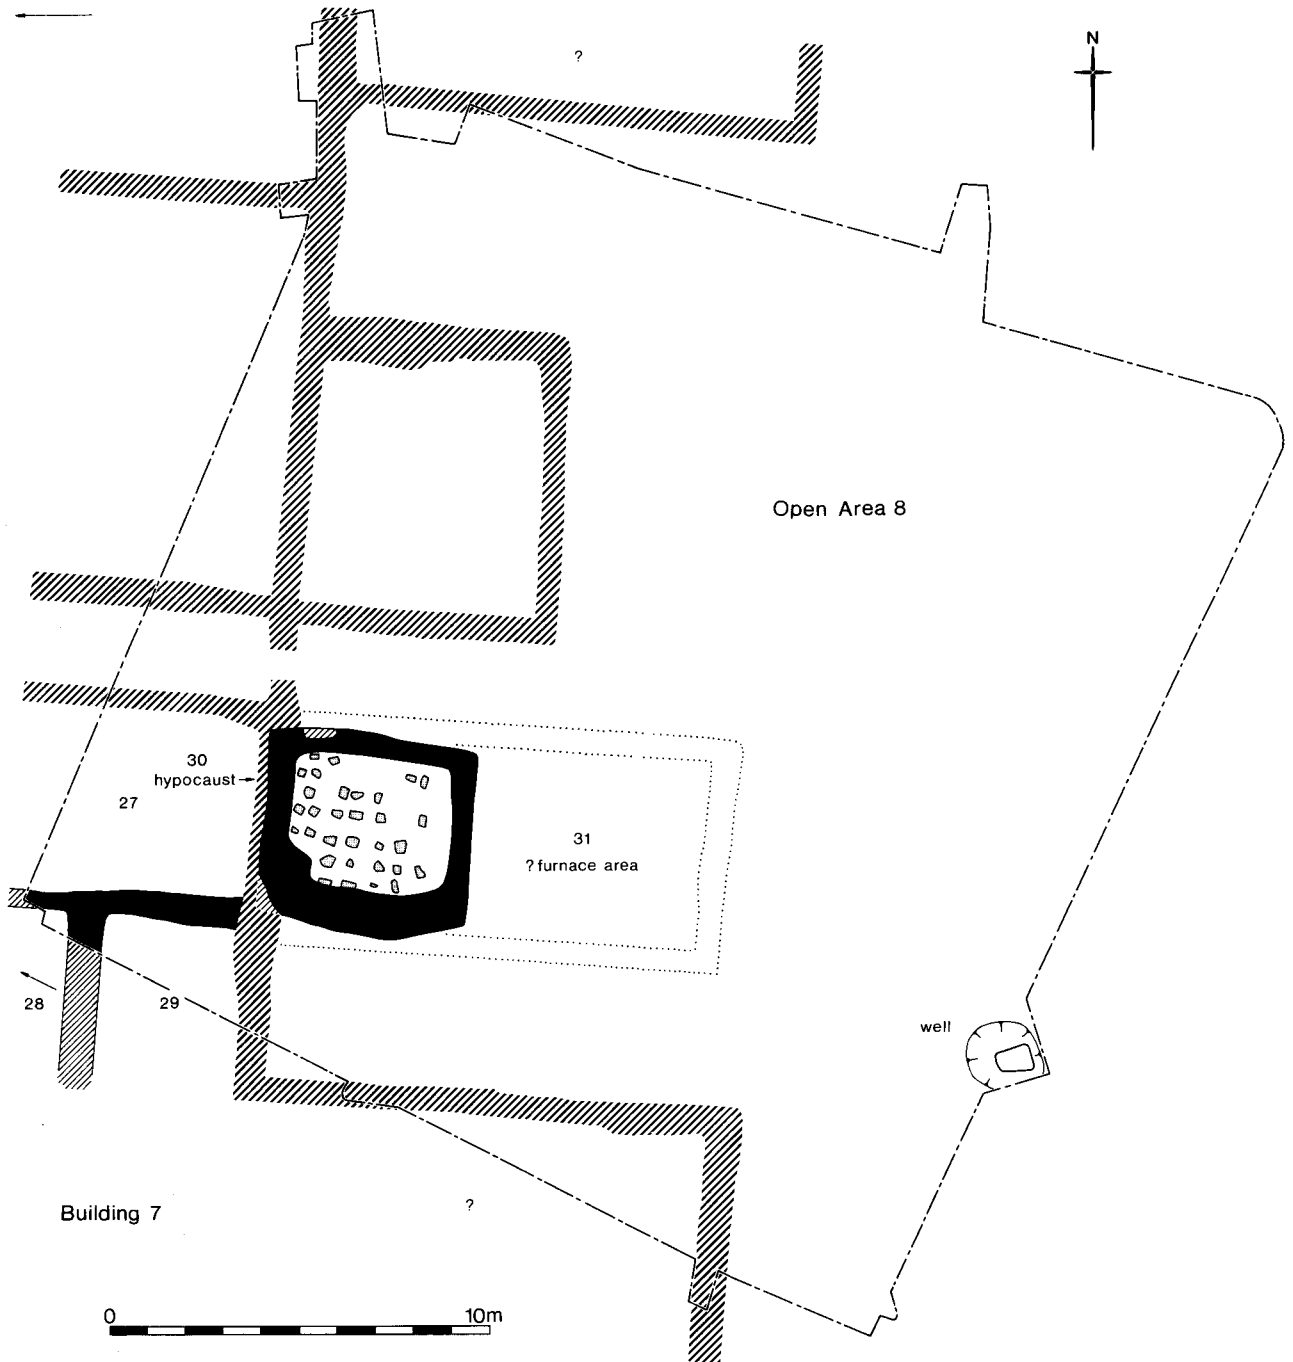 ?
N
Open Area 8
30
hypocaust
27
31
? furnace area
28
29
well
Building 7
?
0 10m